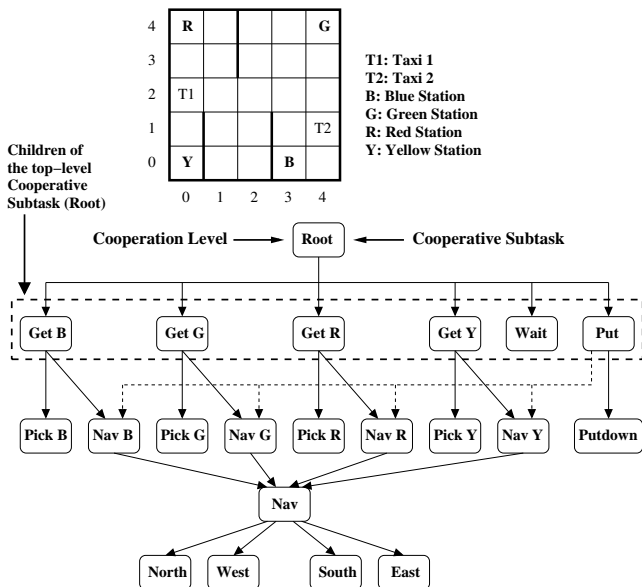 4 R G
3
2 T1
1 T2
0 Y B
0 1 2 3 4
T1: Taxi 1
T2: Taxi 2
B: Blue Station
G: Green Station
R: Red Station
Y: Yellow Station
Children of
the top-level
Cooperative
Subtask (Root)
Cooperation Level Root Cooperative Subtask
Get B Get G Get R Get Y Wait Put
Pick B Nav B Pick G Nav G Pick R Nav R Pick Y Nav Y Putdown
Nav
North West South East